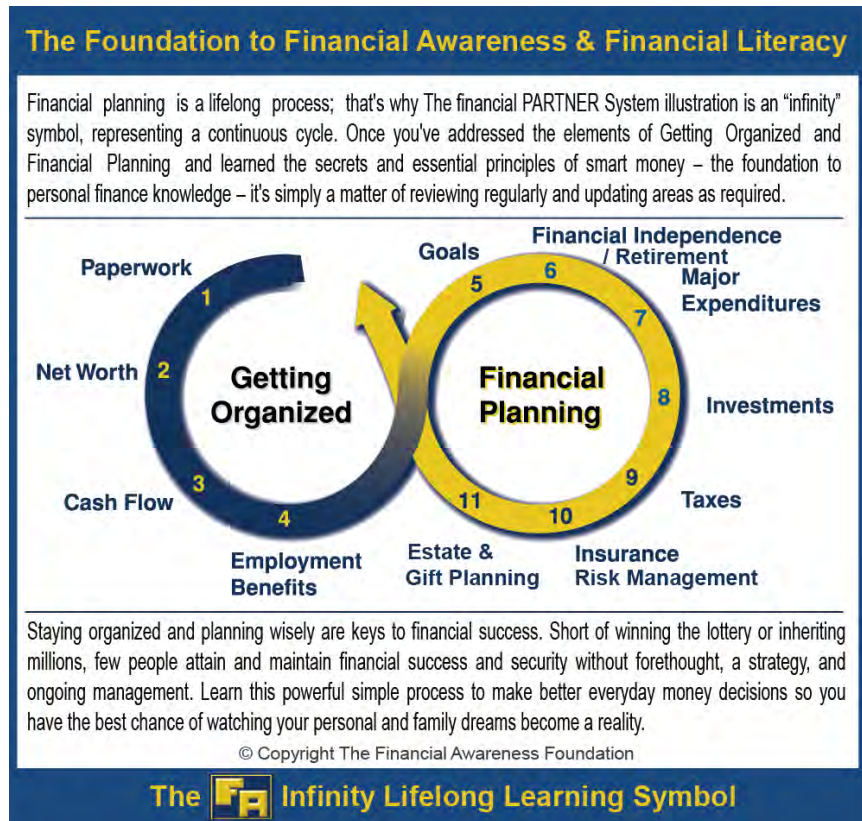 The Foundation to Financial Awareness & Financial Literacy
Financial planning is a lifelong process; that's why The financial PARTNER System illustration is an “infinity”
symbol, representing a continuous cycle. Once you've addressed the elements of Getting Organized and
Financial Planning and learned the secrets and essential principles of smart money – the foundation to
personal finance knowledge – it's simply a matter of reviewing regularly and updating areas as required.
Paperwork
1
Net Worth
2
Cash Flow
3
4
Employment
Benefits
Getting
Organized
Goals
5
Financial Independence
/ Retirement
6
Major
Expenditures
7
Investments
8
Taxes
9
10
Insurance
Risk Management
11
Estate &
Gift Planning
Financial
Planning
Staying organized and planning wisely are keys to financial success. Short of winning the lottery or inheriting
millions, few people attain and maintain financial success and security without forethought, a strategy, and
ongoing management. Learn this powerful simple process to make better everyday money decisions so you
have the best chance of watching your personal and family dreams become a reality.
© Copyright The Financial Awareness Foundation
The FA Infinity Lifelong Learning Symbol